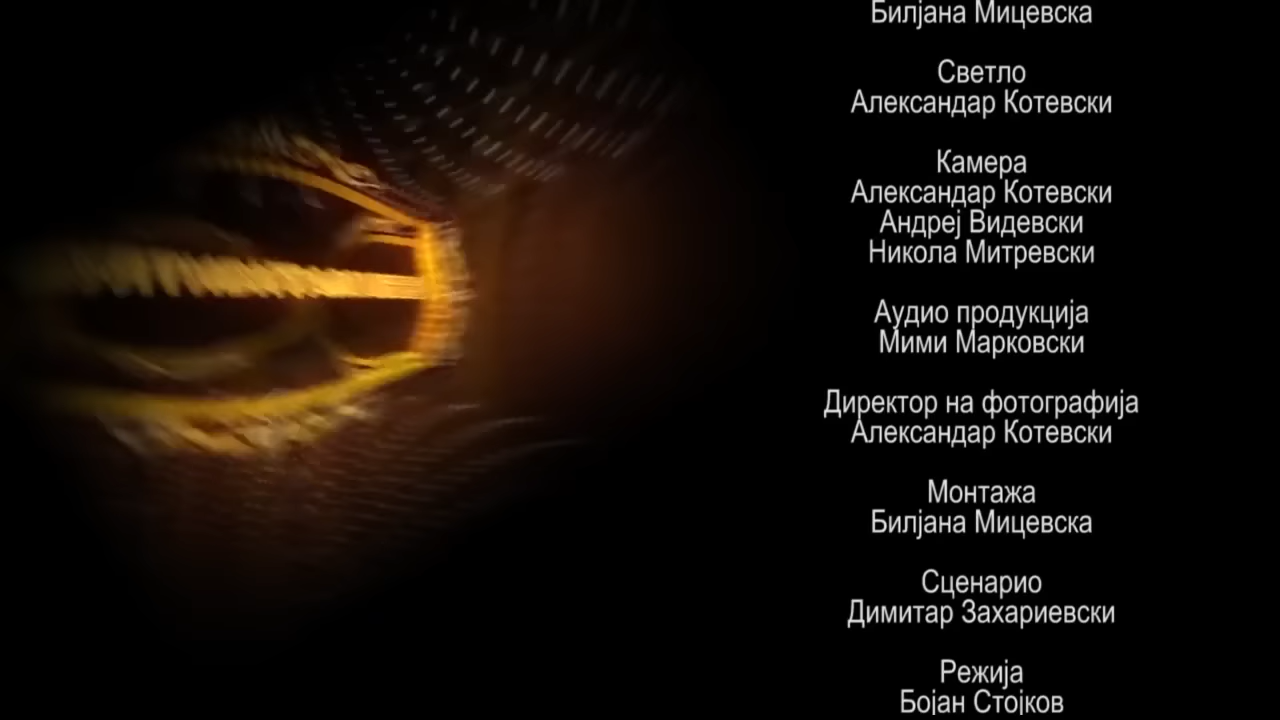 Билјана Мицевска
Светло
Александар Котевски
Камера
Александар Котевски
Андреј Видевски
Никола Митревски
Аудио продукција
Мими Марковски
Директор на фотографија
Александар Котевски
Монтажа
Билјана Мицевска
Сценарио
Димитар Захариевски
Режија
Бојан Стојков